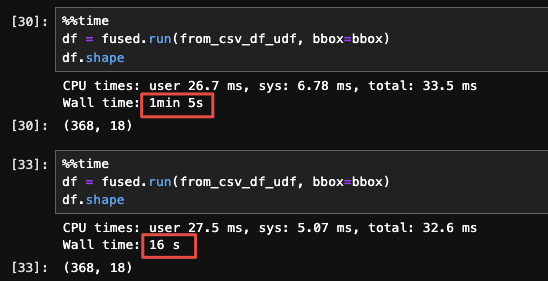 [30]: %%time
df = fused.run(from_csv_df_udf, bbox=bbox)
df.shape
CPU times: user 26.7 ms, sys: 6.78 ms, total: 33.5 ms
Wall time: 1min 5s
[30]: (368, 18)
[33]: %%time
df = fused.run(from_csv_df_udf, bbox=bbox)
df.shape
CPU times: user 27.5 ms, sys: 5.07 ms, total: 32.6 ms
Wall time: 16 s
[33]: (368, 18)